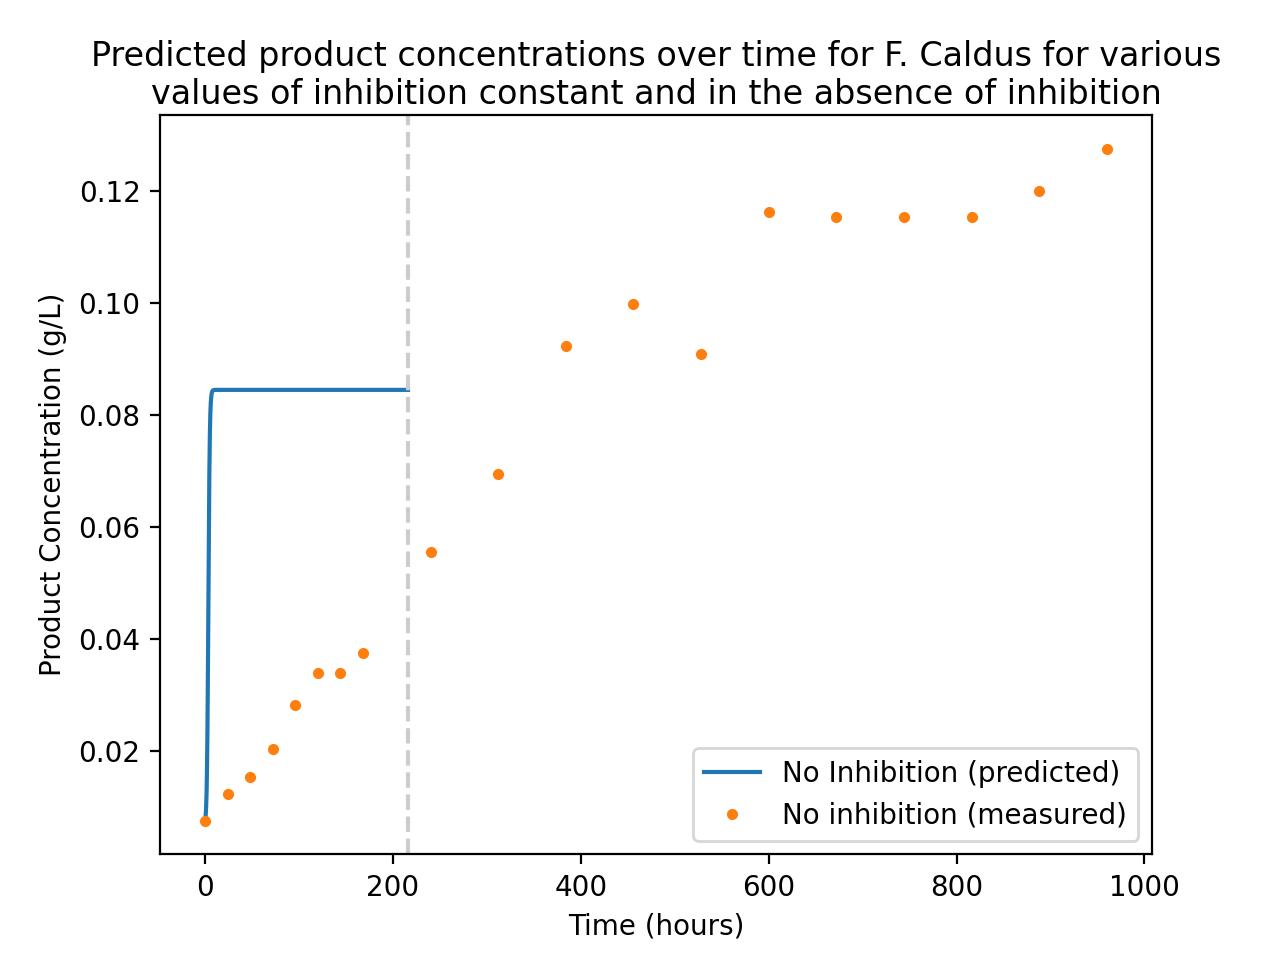 Predicted product concentrations over time for F. Caldus for various
values of inhibition constant and in the absence of inhibition
Product Concentration (g/L)
0.12
0.10
0.08
0.06
0.04
0.02
No Inhibition (predicted)
No inhibition (measured)
0 200 400 600 800 1000
Time (hours)